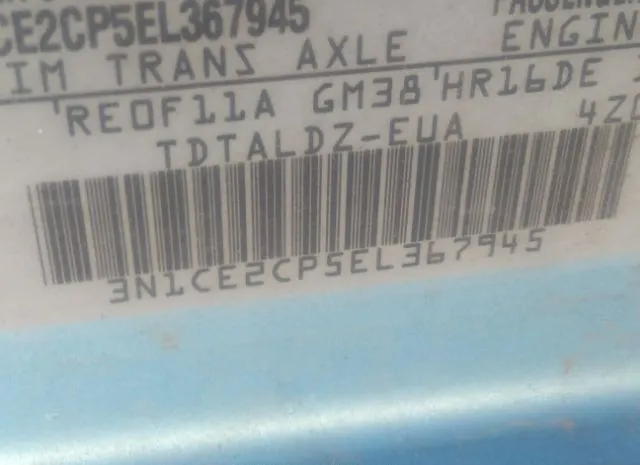 CE2CP5EL367945
IM TRANS AXLE ENGIN
RE0F11A GM38 HR16DE
TDTALDZ-EUA 4Z
3N1CE2CP5EL367945